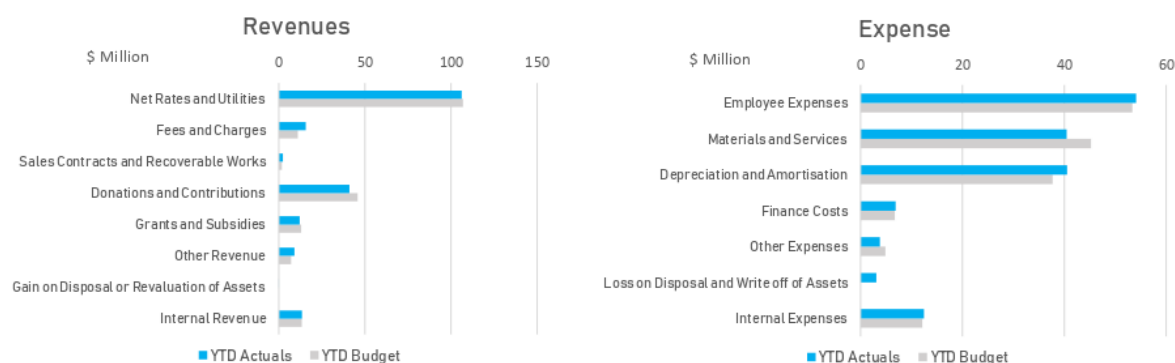 Revenues
$ Million
0 50 100 150
Net Rates and Utilities
Fees and Charges
Sales Contracts and Recoverable Works
Donations and Contributions
Grants and Subsidies
Other Revenue
Gain on Disposal or Revaluation of Assets
Internal Revenue
YTD Actuals YTD Budget
Expense
$ Million
0 20 40 60
Employee Expenses
Materials and Services
Depreciation and Amortisation
Finance Costs
Other Expenses
Loss on Disposal and Write off of Assets
Internal Expenses
YTD Actuals YTD Budget